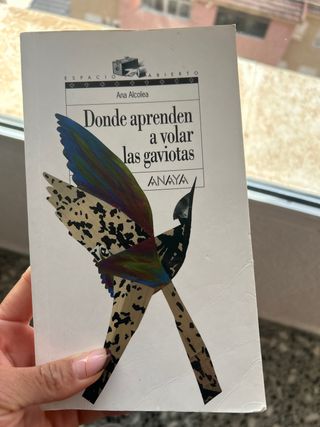 ESPACIO ABIERTO
Ana Alcolea
Donde aprenden
a volar
las gaviotas
ANAYA